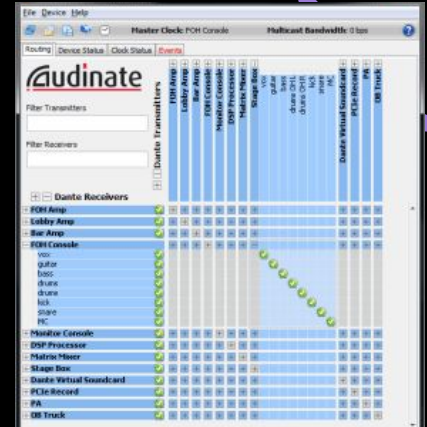 File Device Help
Master Clock: FOH Console
Multicast Bandwidth: 0 bps
Routing
Device Status
Clock Status
Events
Audinate
Filter Transmitters
Filter Receivers
Dante Receivers
Dante Transmitters
FOH Amp
Lobby Amp
Bar Amp
FOH Console
Monitor Console
DSP Processor
Matrix Mixer
Stage Box
vox
guitar
bass
drums OH L
drums OH R
kick
snare
MC
Dante Virtual Soundcard
PCIe Record
PA
OB Truck
FOH Amp
Lobby Amp
Bar Amp
FOH Console
vox
guitar
bass
drums
drums
kick
snare
MC
Monitor Console
DSP Processor
Matrix Mixer
Stage Box
Dante Virtual Soundcard
PCIe Record
PA
OB Truck